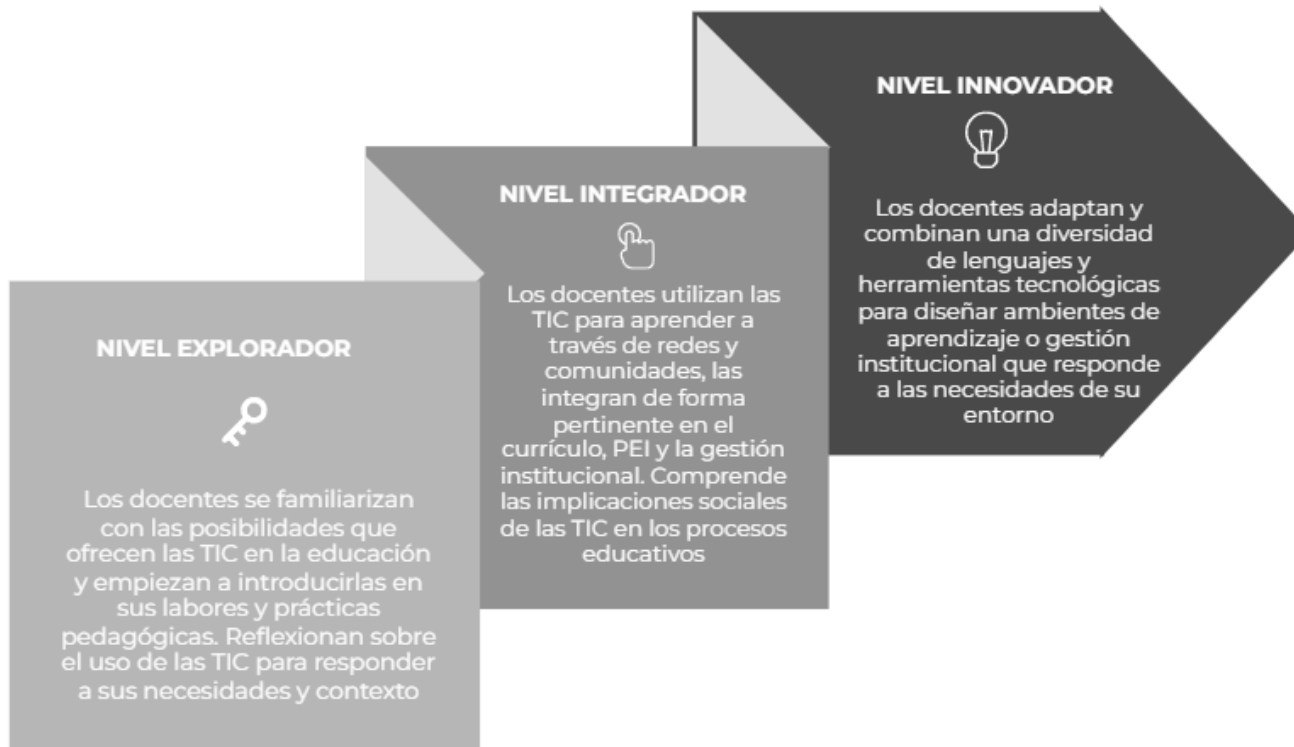 NIVEL EXPLORADOR
Los docentes se familiarizan
con las posibilidades que
ofrecen las TIC en la educación
y empiezan a introducirlas en
sus labores y prácticas
pedagógicas. Reflexionan sobre
el uso de las TIC para responder
a sus necesidades y contexto
NIVEL INTEGRADOR
Los docentes utilizan las
TIC para aprender a
través de redes y
comunidades, las
integran de forma
pertinente en el
currículo, PEI y la gestión
institucional. Comprende
las implicaciones sociales
de las TIC en los procesos
educativos
NIVEL INNOVADOR
Los docentes adaptan y
combinan una diversidad
de lenguajes y
herramientas tecnológicas
para diseñar ambientes de
aprendizaje o gestión
institucional que responde
a las necesidades de su
entorno